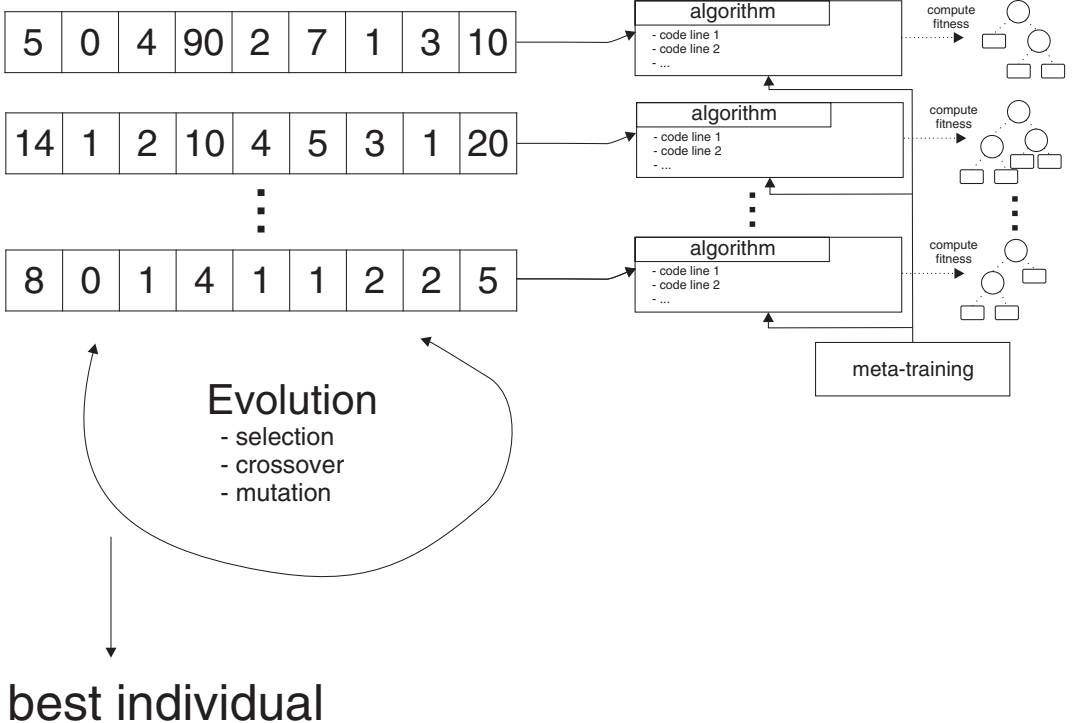 5 0 4 90 2 7 1 3 10
algorithm
- code line 1
- code line 2
- ...
compute
fitness
14 1 2 10 4 5 3 1 20
algorithm
- code line 1
- code line 2
- ...
compute
fitness
8 0 1 4 1 1 2 2 5
algorithm
- code line 1
- code line 2
- ...
compute
fitness
meta-training
Evolution
- selection
- crossover
- mutation
best individual